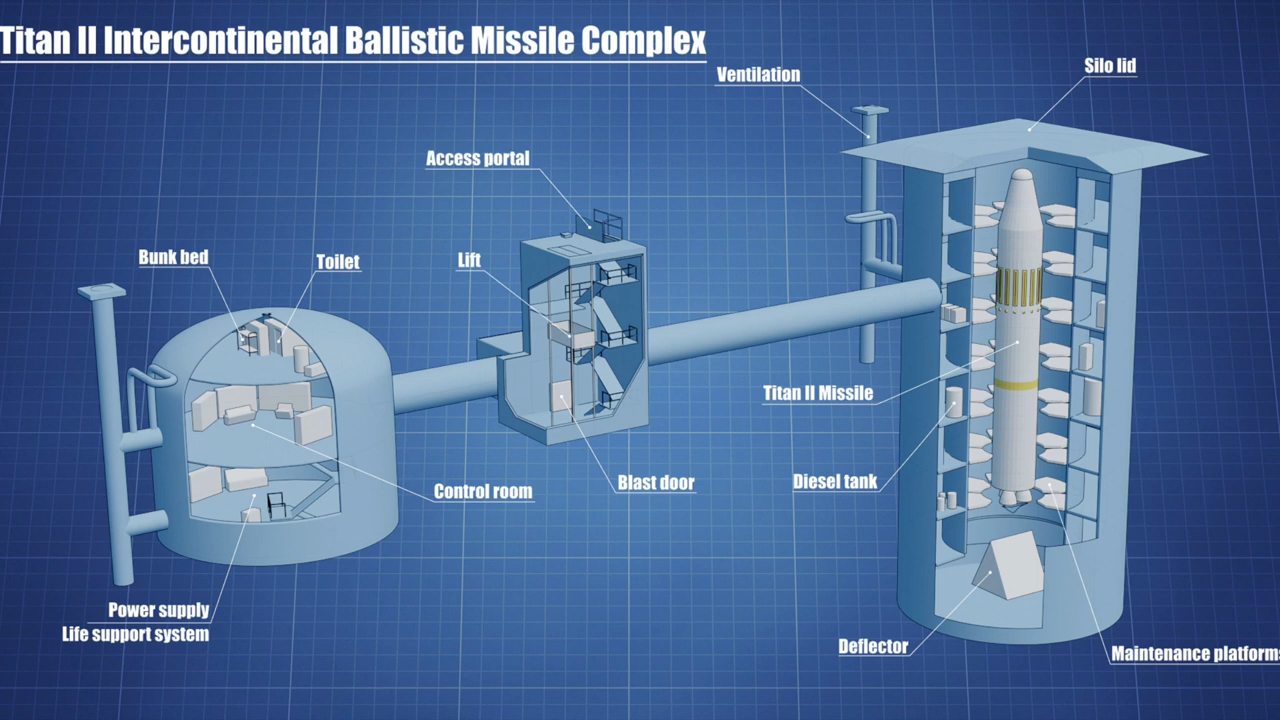 Titan II Intercontinental Ballistic Missile Complex
Silo lid
Ventilation
Access portal
Bunk bed
Toilet
Lift
Titan II Missile
Diesel tank
Blast door
Control room
Power supply
Life support system
Deflector
Maintenance platforms